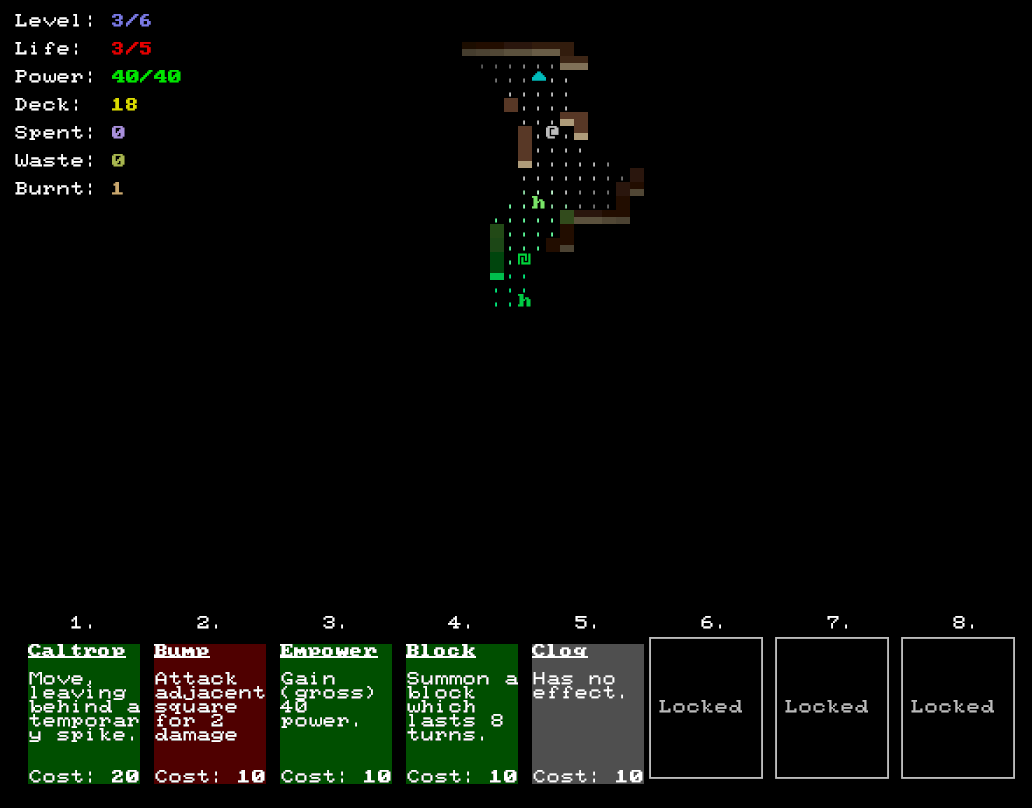 Level: 3/6
Life: 3/5
Power: 40/40
Deck: 18
Spent: 0
Waste: 0
Burnt: 1
@
h
h
1. 2. 3. 4. 5. 6. 7. 8.
Caltrop
Move,
leaving
behind a
temporar
y spike.
Cost: 20
Bump
Attack
adjacent
square
for 2
damage
Cost: 10
Empower
Gain
(gross)
40
power.
Cost: 10
Block
Summon a
block
which
lasts 8
turns.
Cost: 10
Clog
Has no
effect.
Cost: 10
Locked
Locked
Locked